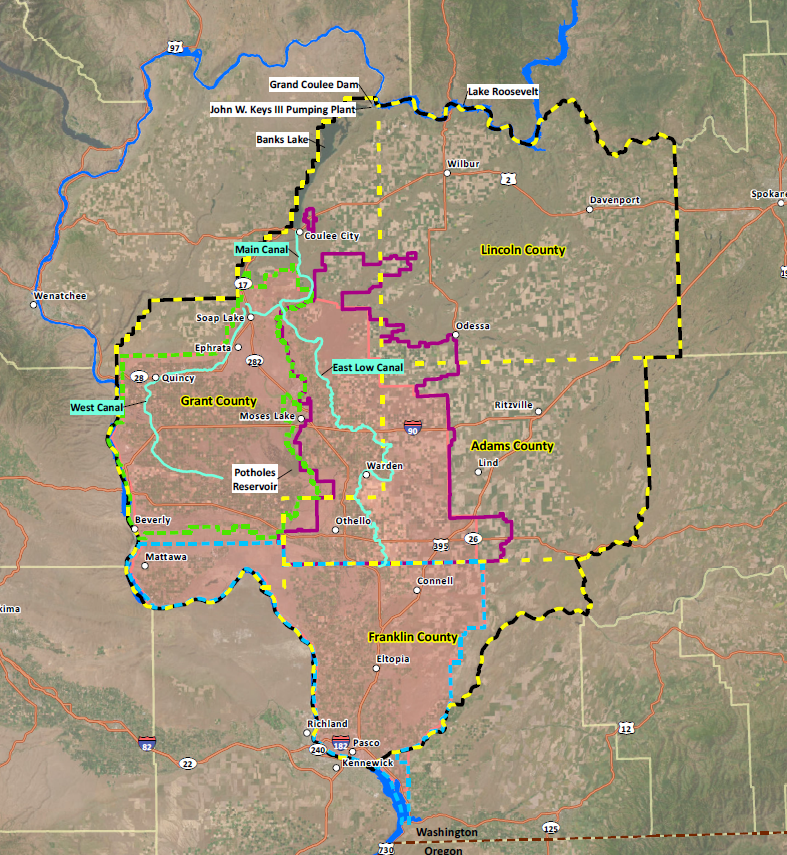 97
Grand Coulee Dam
Lake Roosevelt
John W. Keys III Pumping Plant
Banks Lake
Wilbur
2
Davenport
Spokan
Coulee City
Main Canal
Lincoln County
17
Wenatchee
Soap Lake
Odessa
Ephrata
282
East Low Canal
28
Quincy
West Canal
Grant County
Ritzville
Moses Lake
90
Adams County
Warden
Lind
Potholes
Reservoir
Beverly
Othello
395
26
Mattawa
Connell
kima
Franklin County
Eltopia
Richland
12
82
240
182
Pasco
22
Kennewick
125
Washington
730
Oregon